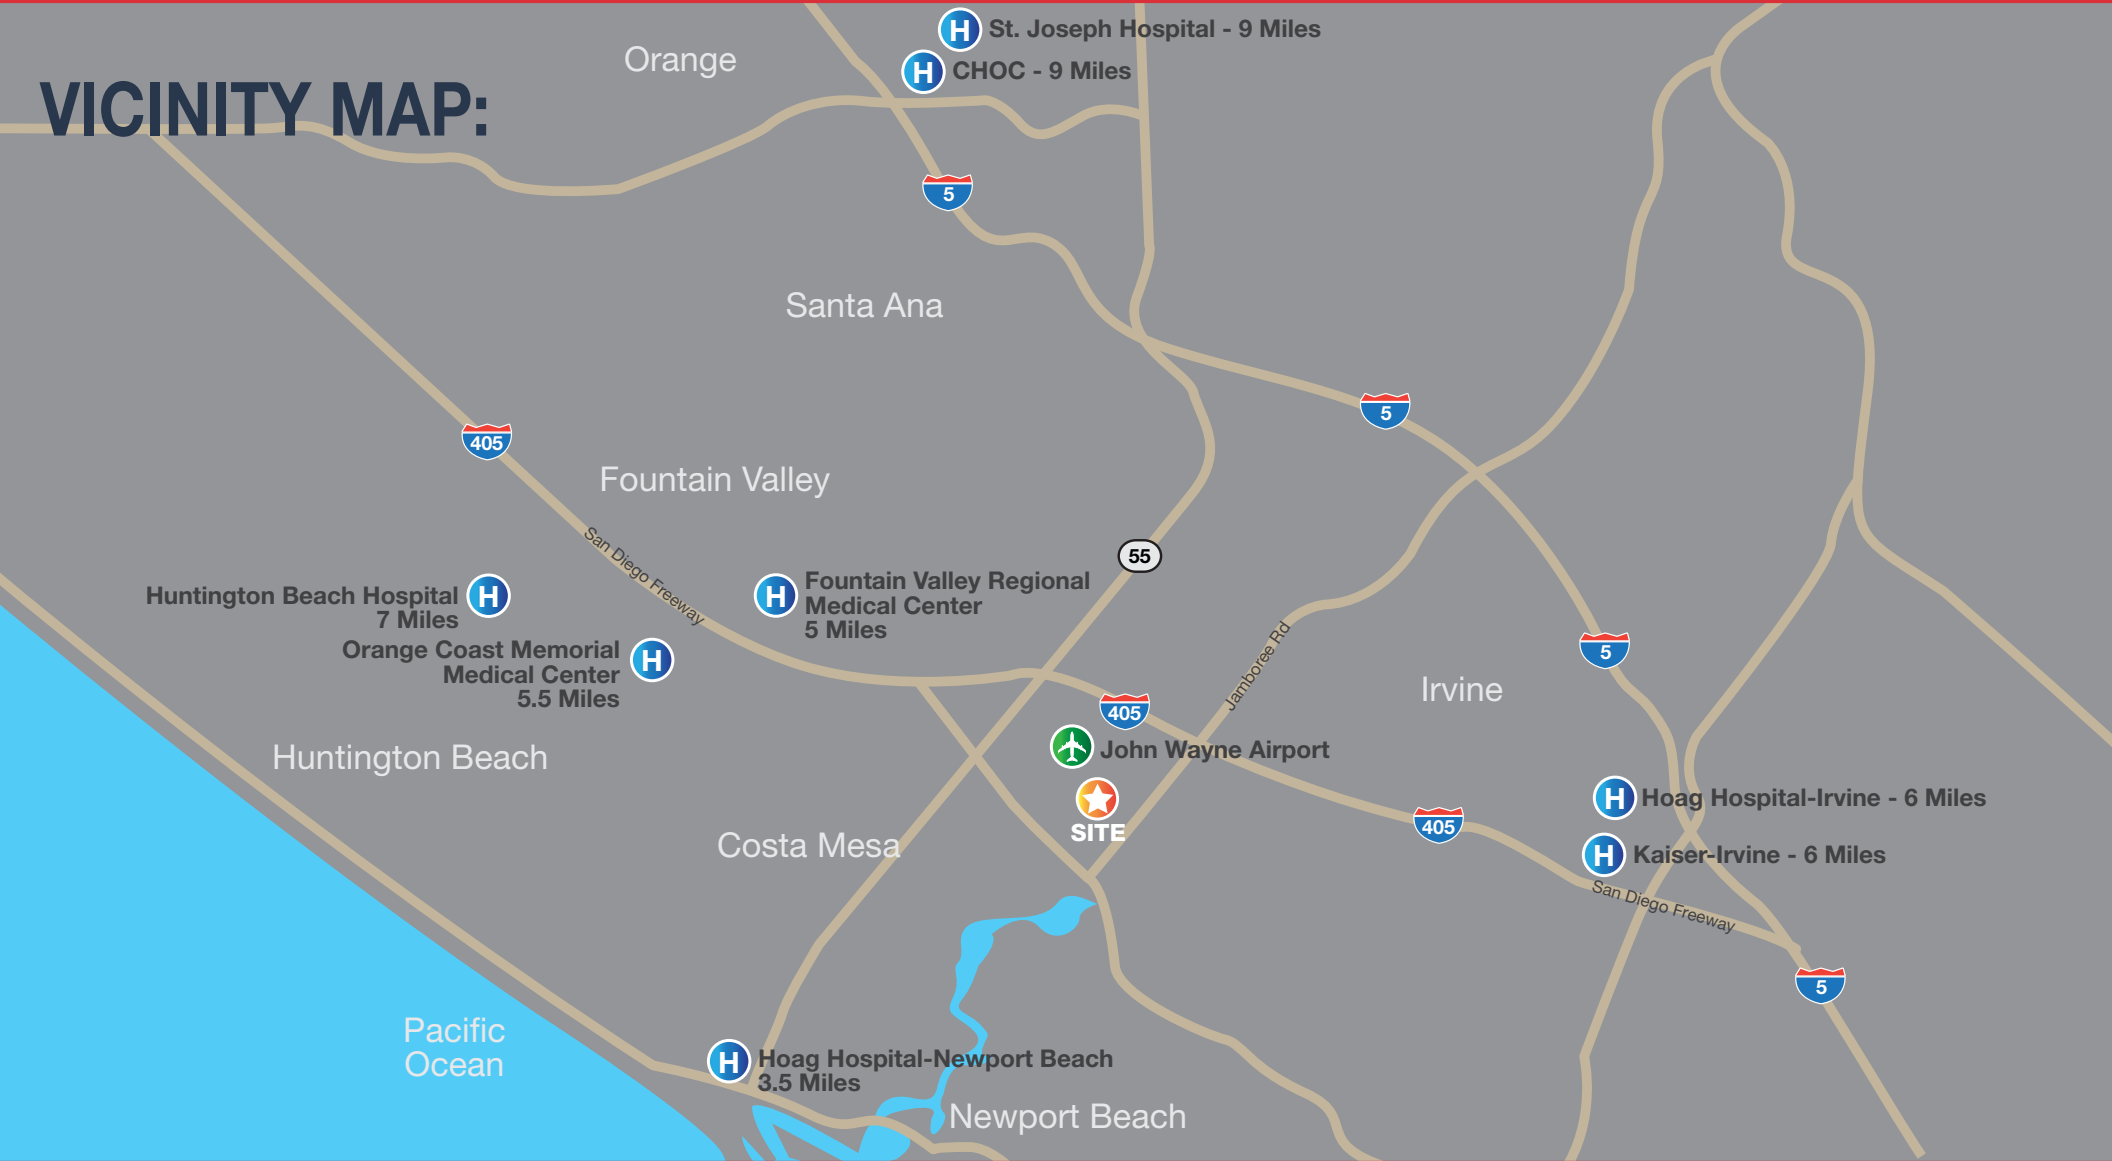 St. Joseph Hospital - 9 Miles
Orange
CHOC - 9 Miles
VICINITY MAP:
5
Santa Ana
5
405
Fountain Valley
San Diego Freeway
55
Huntington Beach Hospital
7 Miles
Fountain Valley Regional
Medical Center
5 Miles
Orange Coast Memorial
Medical Center
5.5 Miles
Jamboree Rd
5
Irvine
405
John Wayne Airport
Huntington Beach
SITE
Hoag Hospital-Irvine - 6 Miles
405
Costa Mesa
Kaiser-Irvine - 6 Miles
San Diego Freeway
5
Pacific
Ocean
Hoag Hospital-Newport Beach
3.5 Miles
Newport Beach
H
H
H
H
H
H
H
H